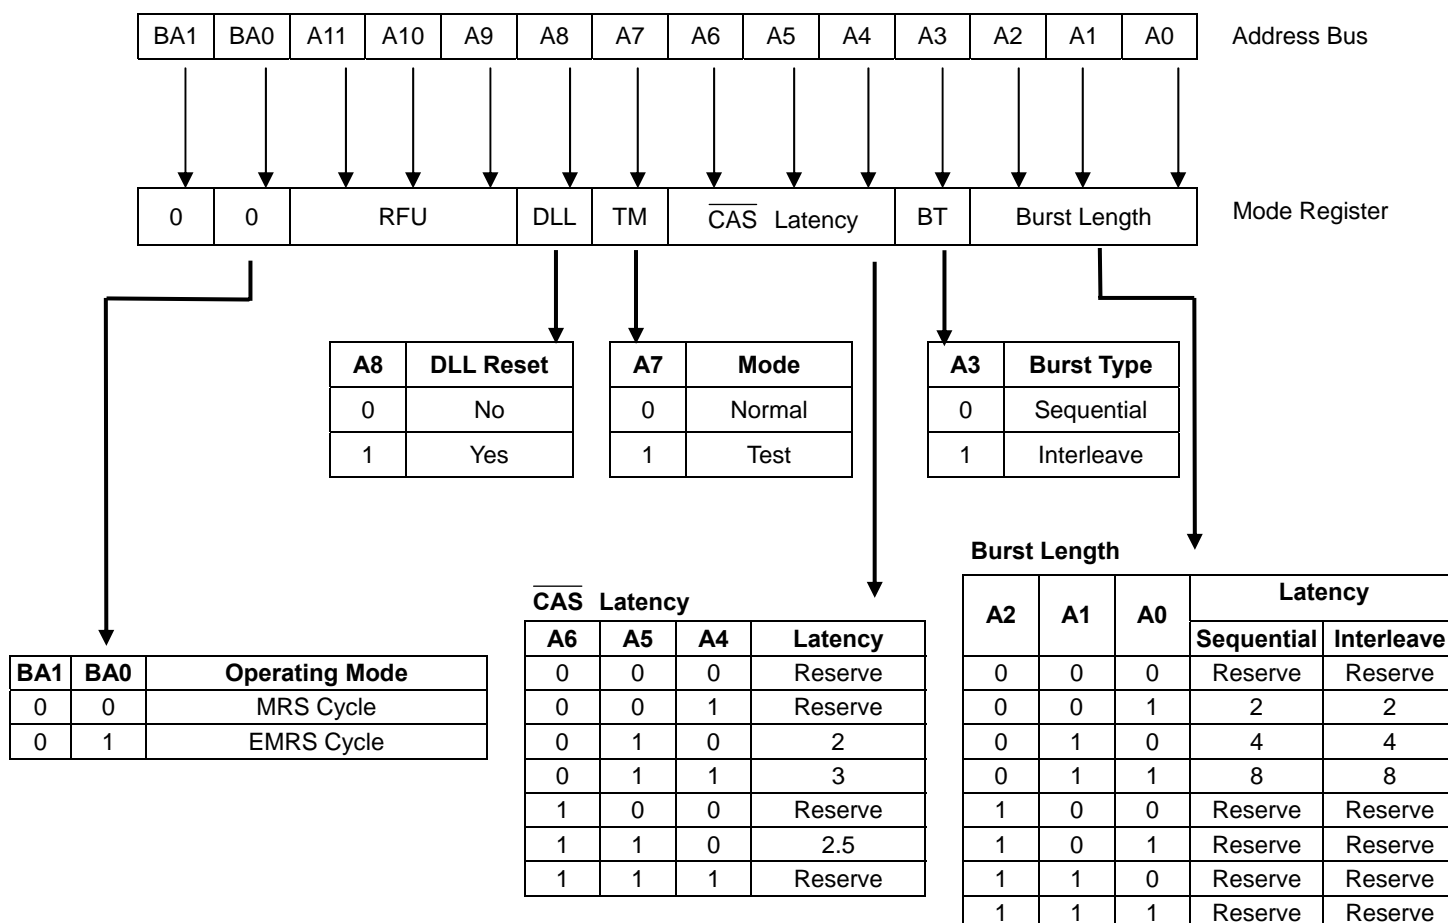 BA1 BA0 A11 A10 A9 A8 A7 A6 A5 A4 A3 A2 A1 A0 Address Bus
0 0 RFU DLL TM CAS Latency BT Burst Length Mode Register
A8 DLL Reset
0 No
1 Yes
A7 Mode
0 Normal
1 Test
A3 Burst Type
0 Sequential
1 Interleave
BA1 BA0 Operating Mode
0 0 MRS Cycle
0 1 EMRS Cycle
CAS Latency
A6 A5 A4 Latency
0 0 0 Reserve
0 0 1 Reserve
0 1 0 2
0 1 1 3
1 0 0 Reserve
1 1 0 2.5
1 1 1 Reserve
Burst Length
A2 A1 A0 Latency
Sequential Interleave
0 0 0 Reserve Reserve
0 0 1 2 2
0 1 0 4 4
0 1 1 8 8
1 0 0 Reserve Reserve
1 0 1 Reserve Reserve
1 1 0 Reserve Reserve
1 1 1 Reserve Reserve